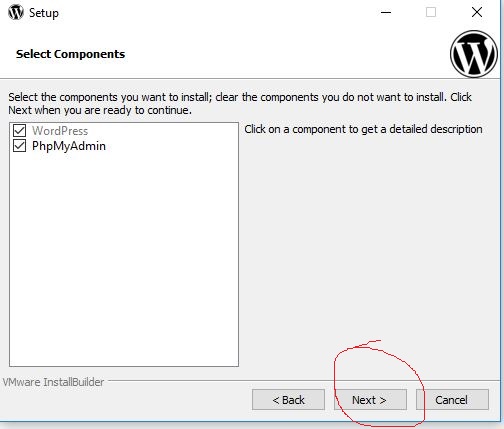 Setup
Select Components
Select the components you want to install; clear the components you do not want to install. Click
Next when you are ready to continue.
WordPress
PhpMyAdmin
Click on a component to get a detailed description
VMware InstallBuilder
< Back
Next >
Cancel